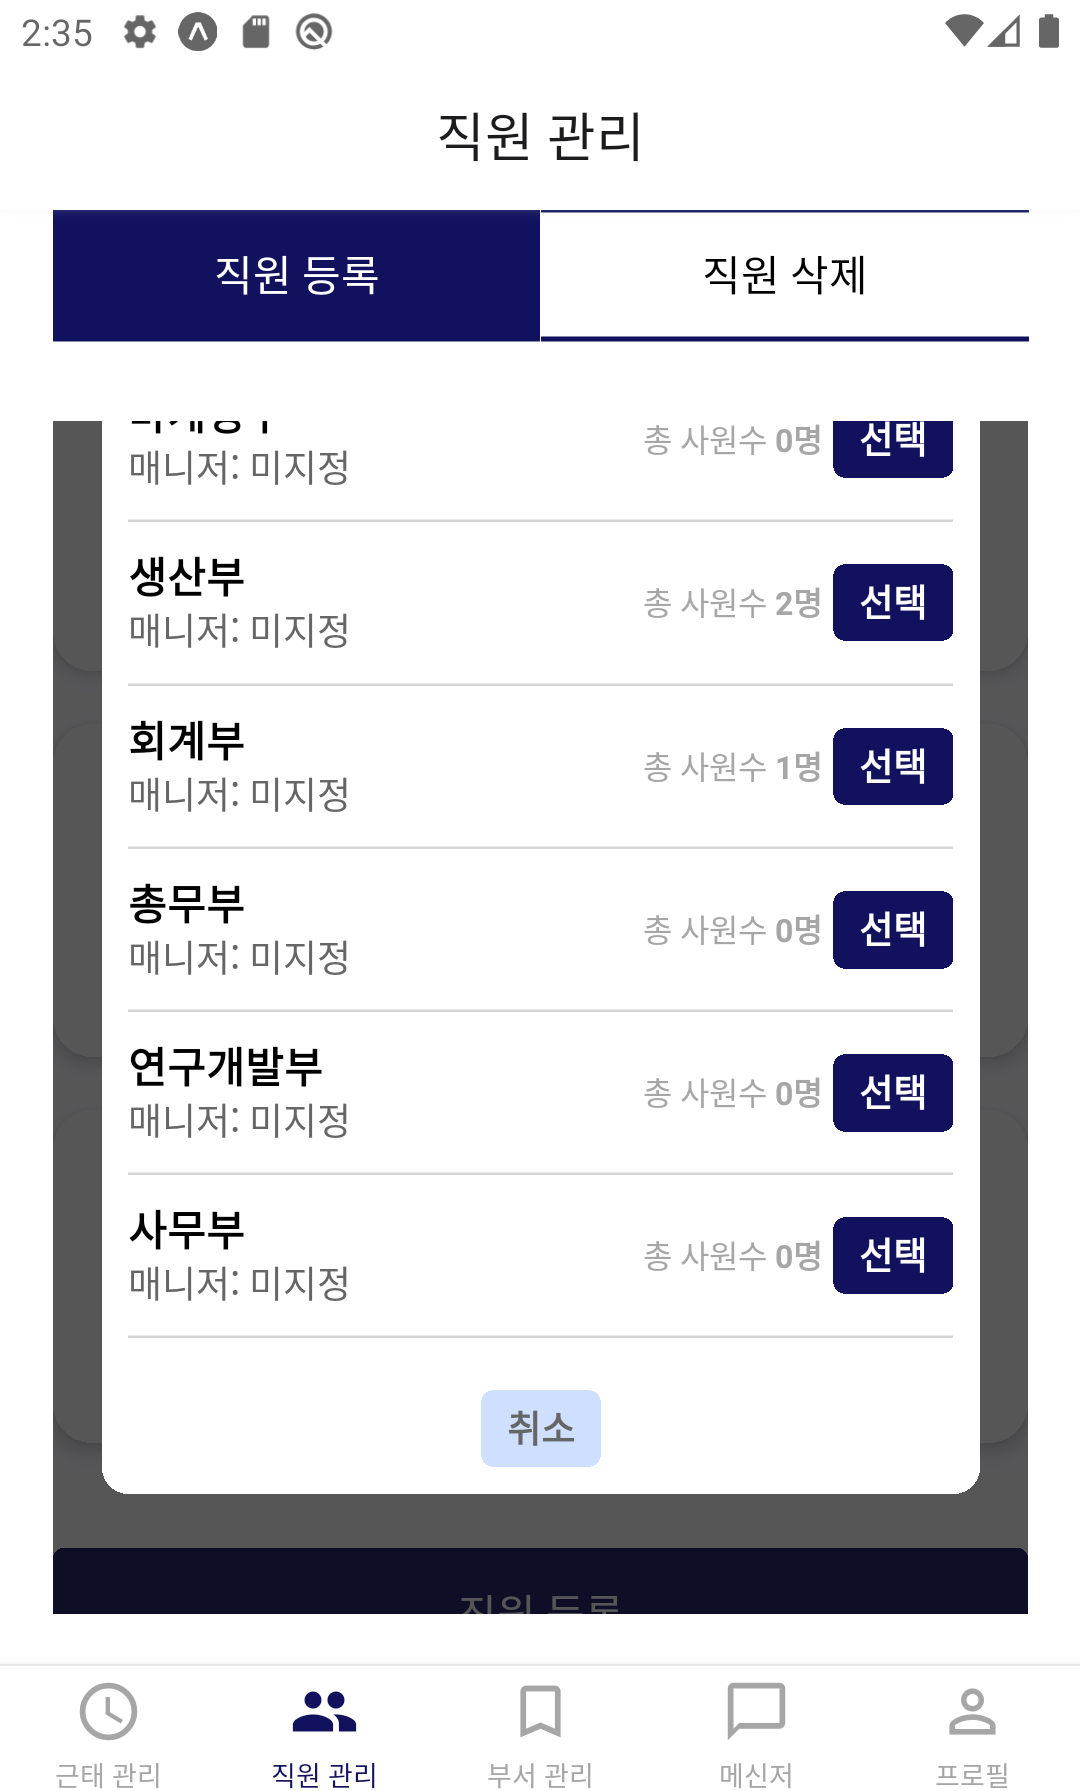 2:35
직원 관리
직원 등록
직원 삭제
총 사원수 0명
선택
매니저: 미지정
생산부
총 사원수 2명
선택
매니저: 미지정
회계부
총 사원수 1명
선택
매니저: 미지정
총무부
총 사원수 0명
선택
매니저: 미지정
연구개발부
총 사원수 0명
선택
매니저: 미지정
사무부
총 사원수 0명
선택
매니저: 미지정
취소
직원 등록
근태 관리
직원 관리
부서 관리
메신저
프로필